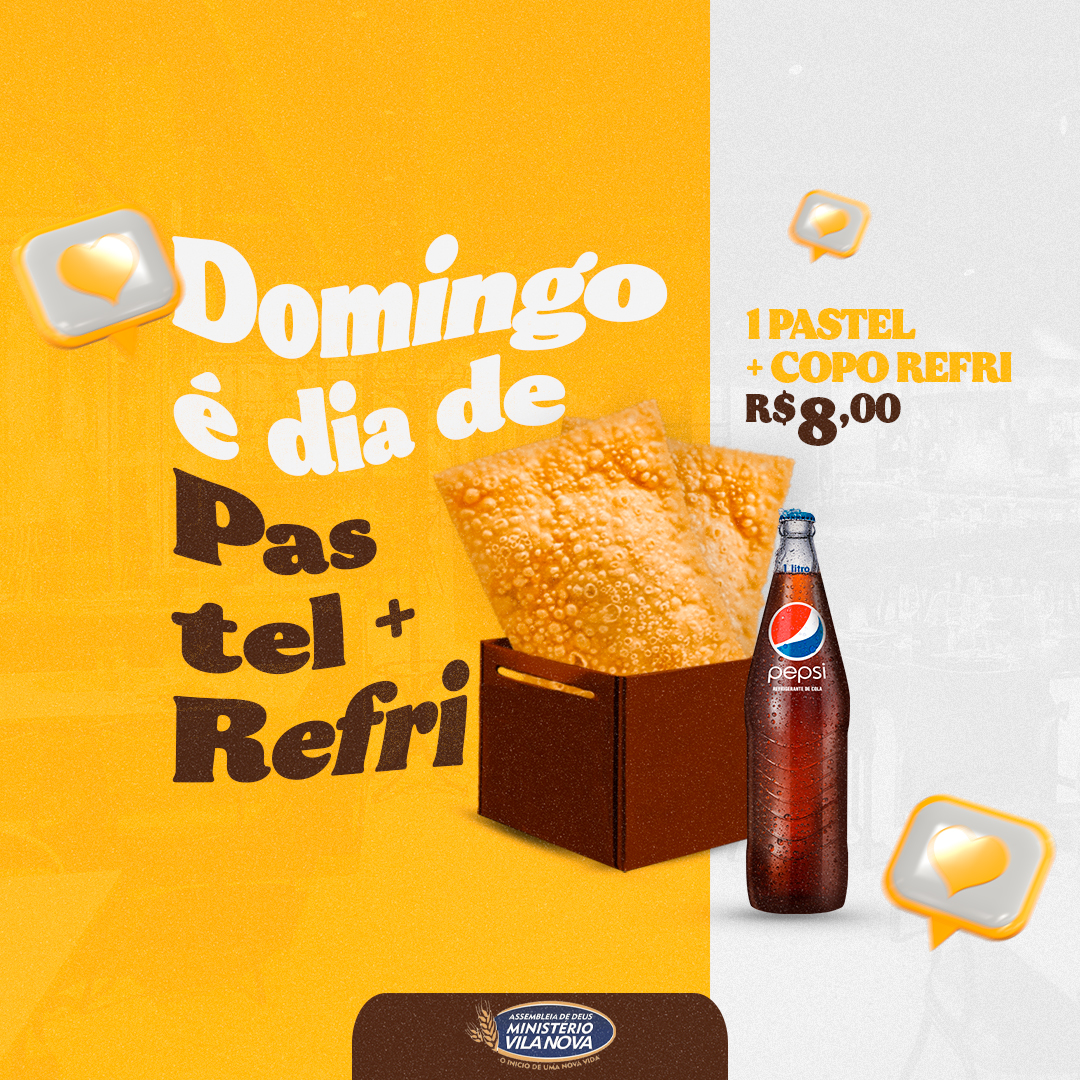 Domingo
é dia de
Pas
tel +
Refri
1 PASTEL
+ COPO REFRI
R$8,00
1 litro
pepsi
REFRIGERANTE DE COLA
ASSEMBLEIA DE DEUS
MINISTÉRIO
VILA NOVA
O INICIO DE UMA NOVA VIDA